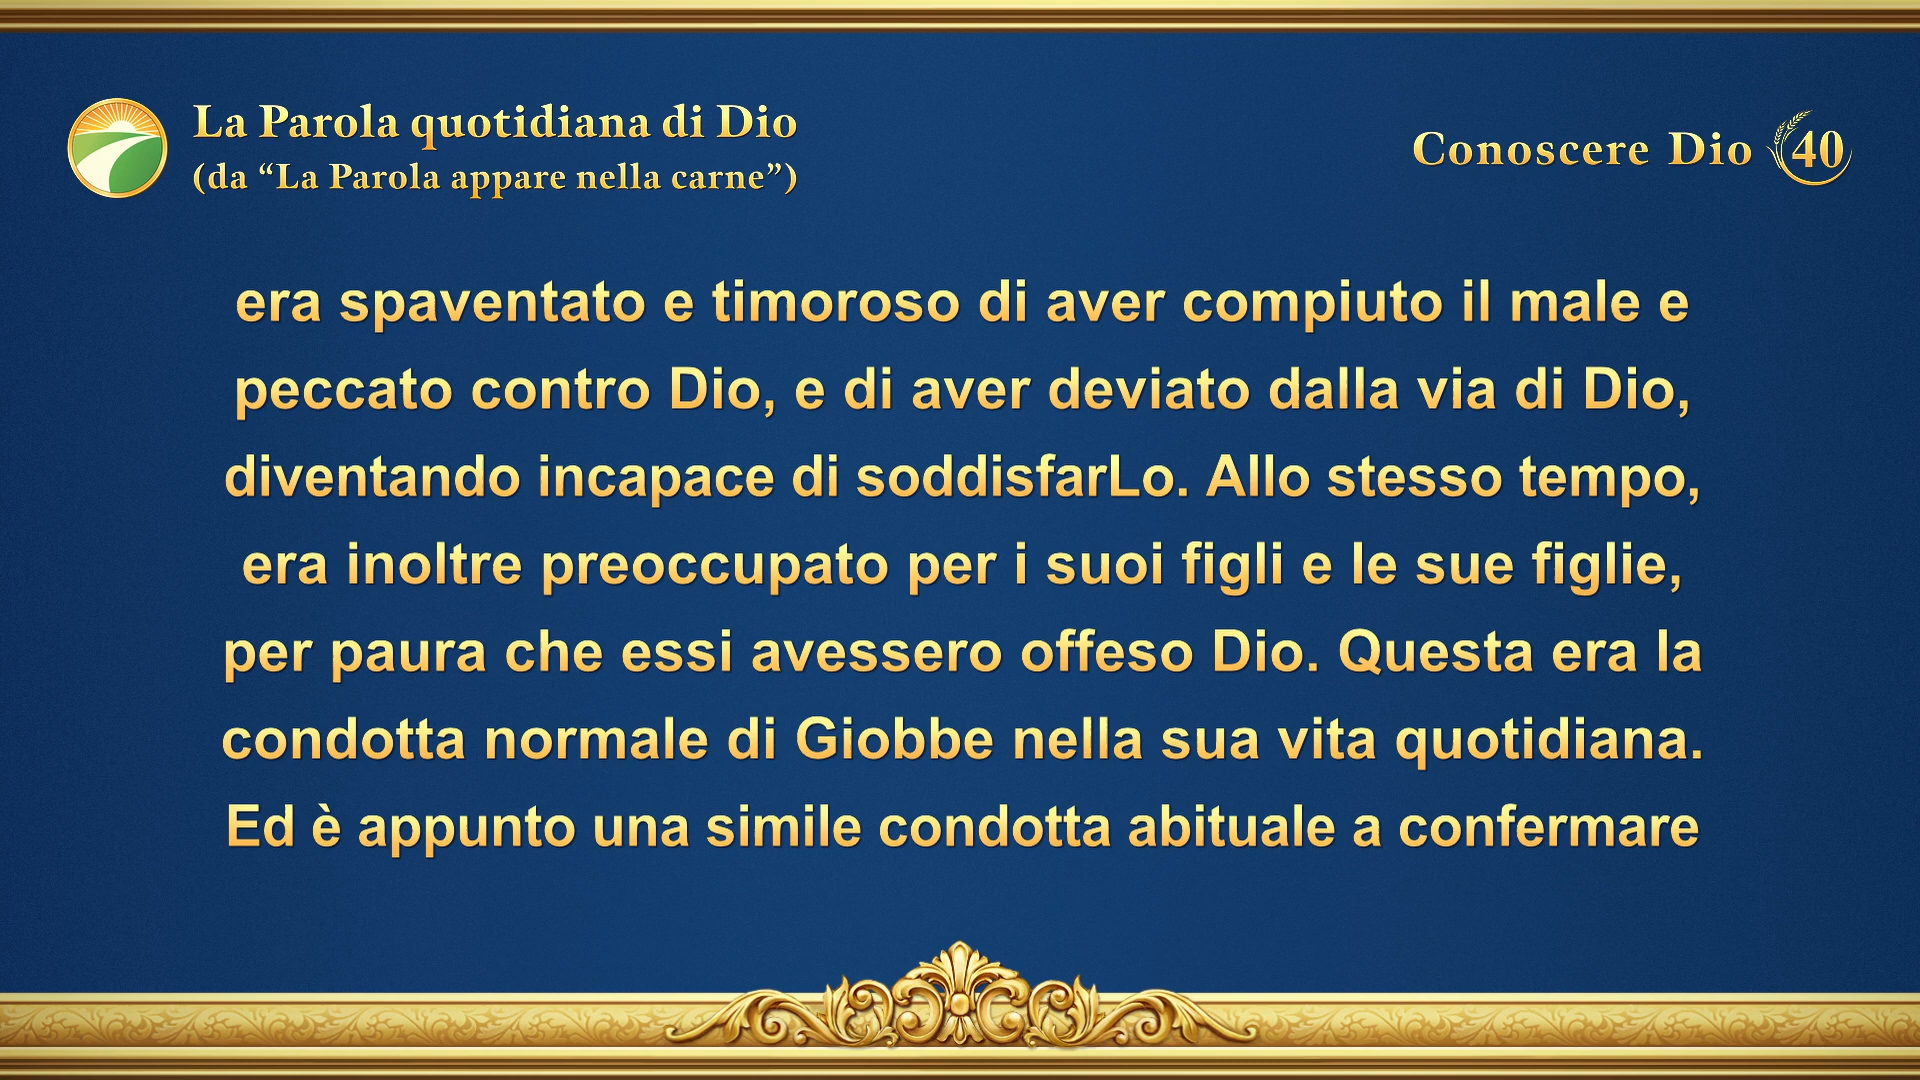 La Parola quotidiana di Dio
(da “La Parola appare nella carne”)
Conoscere Dio 40
era spaventato e timoroso di aver compiuto il male e
peccato contro Dio, e di aver deviato dalla via di Dio,
diventando incapace di soddisfarLo. Allo stesso tempo,
era inoltre preoccupato per i suoi figli e le sue figlie,
per paura che essi avessero offeso Dio. Questa era la
condotta normale di Giobbe nella sua vita quotidiana.
Ed è appunto una simile condotta abituale a confermare